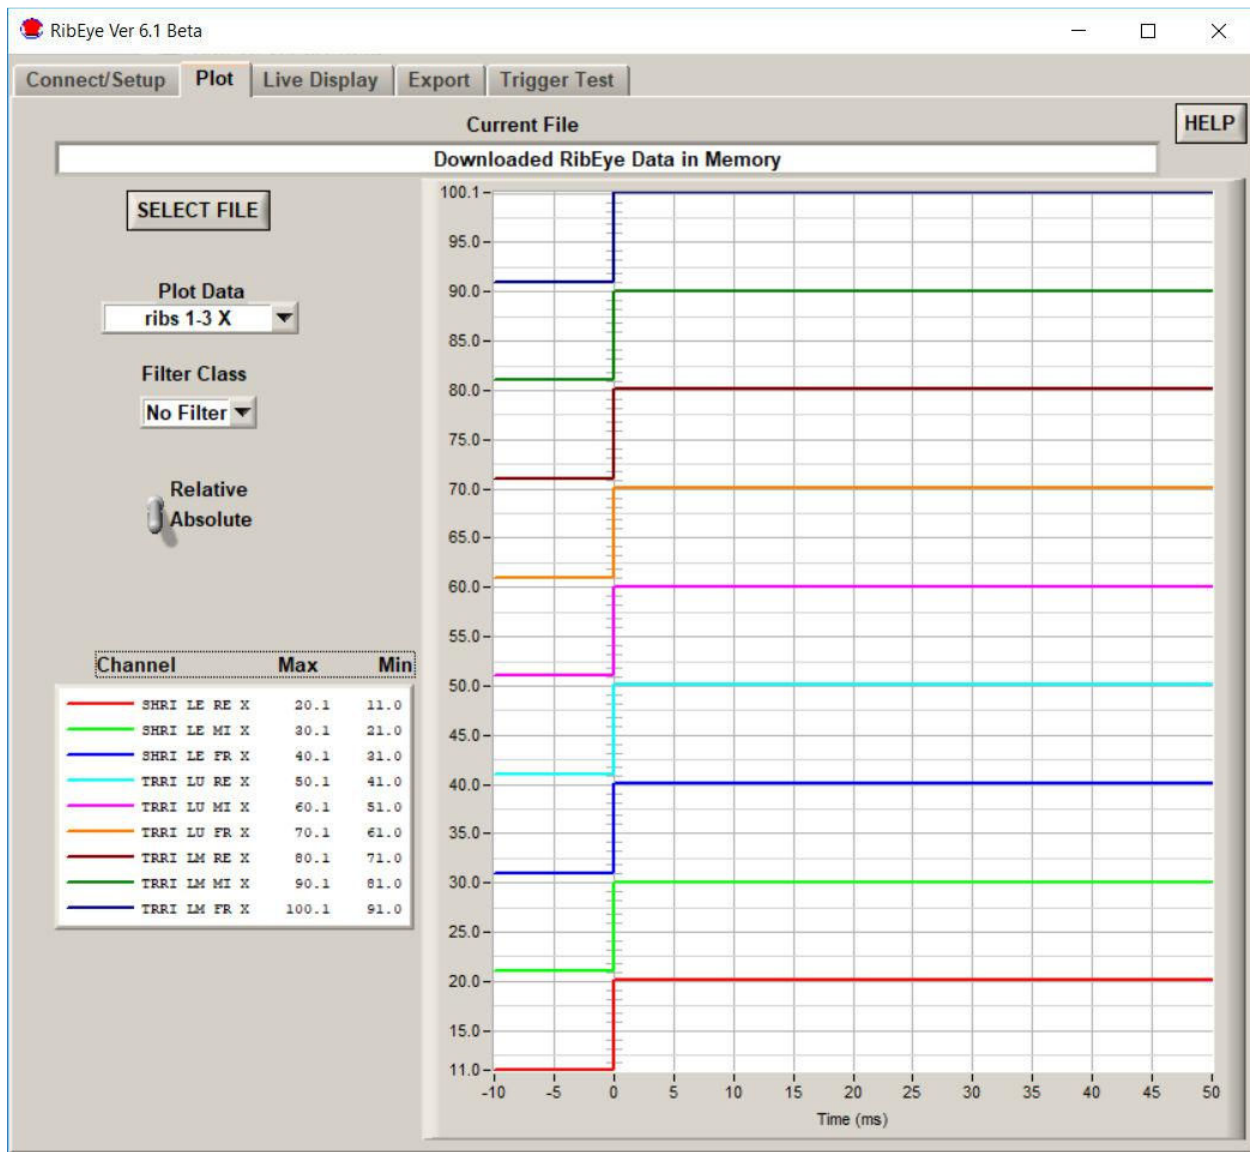 RibEye Ver 6.1 Beta
Connect/Setup Plot Live Display Export Trigger Test
HELP
Current File
Downloaded RibEye Data in Memory
SELECT FILE
Plot Data
ribs 1-3 X
Filter Class
No Filter
Relative
Absolute
Channel Max Min
SHRI LE RE X 20.1 11.0
SHRI LE MI X 30.1 21.0
SHRI LE FR X 40.1 31.0
TRRI LU RE X 50.1 41.0
TRRI LU MI X 60.1 51.0
TRRI LU FR X 70.1 61.0
TRRI LM RE X 80.1 71.0
TRRI LM MI X 90.1 81.0
TRRI LM FR X 100.1 91.0
100.1
95.0
90.0
85.0
80.0
75.0
70.0
65.0
60.0
55.0
50.0
45.0
40.0
35.0
30.0
25.0
20.0
15.0
11.0
-10 -5 0 5 10 15 20 25 30 35 40 45 50
Time (ms)